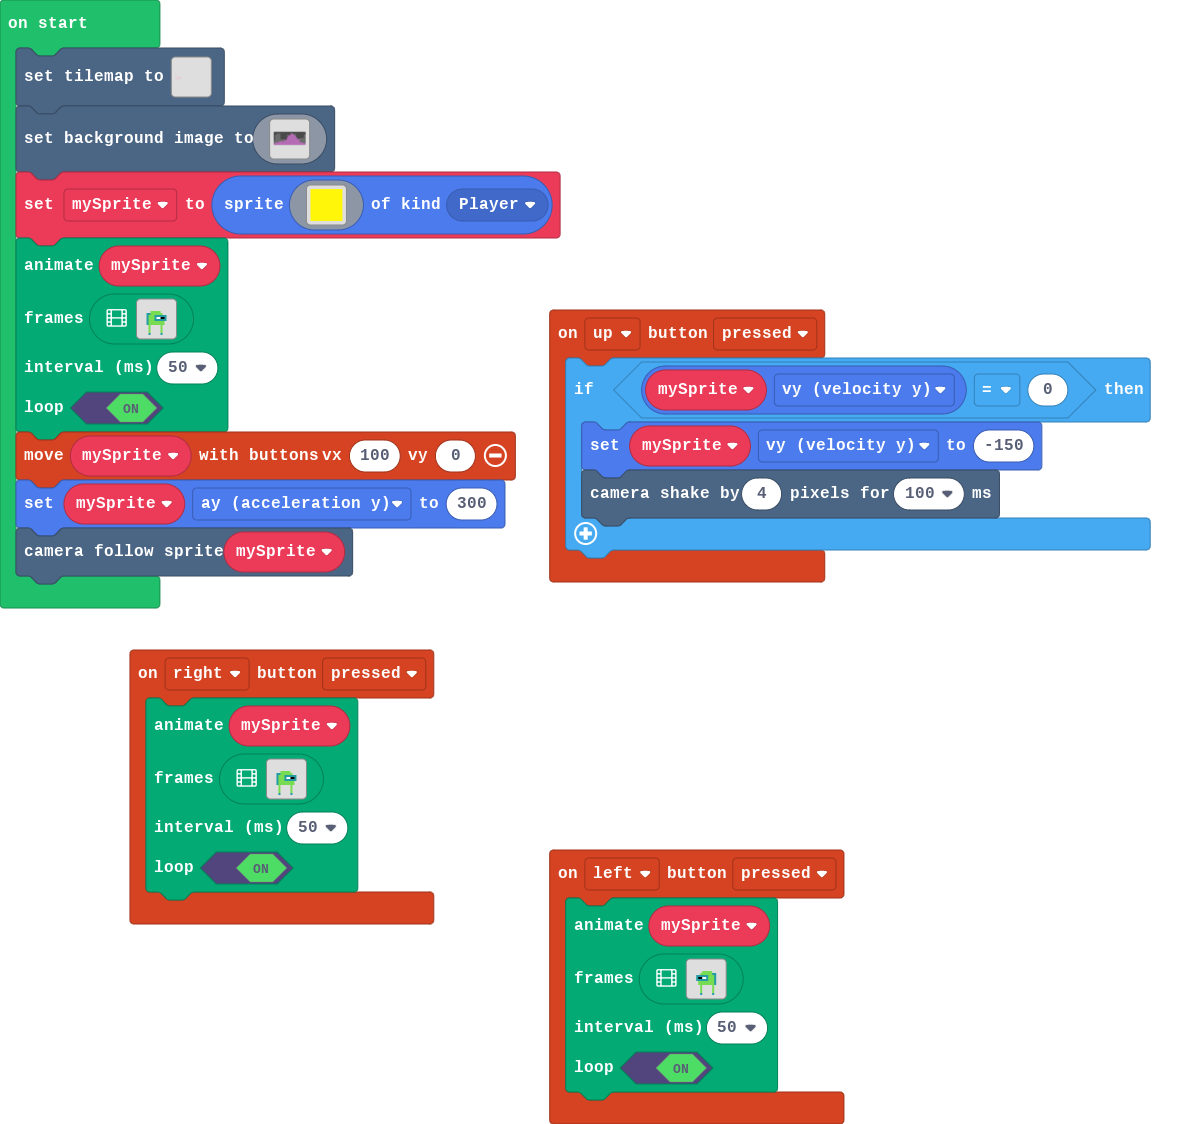 on start
set tilemap to
set background image to
set mySprite to sprite of kind Player
animate mySprite
frames
interval (ms) 50
loop ON
move mySprite with buttons vx 100 vy 0
set mySprite ay (acceleration y) to 300
camera follow sprite mySprite
on up button pressed
if mySprite vy (velocity y) = 0 then
set mySprite vy (velocity y) to -150
camera shake by 4 pixels for 100 ms
on right button pressed
animate mySprite
frames
interval (ms) 50
loop ON
on left button pressed
animate mySprite
frames
interval (ms) 50
loop ON